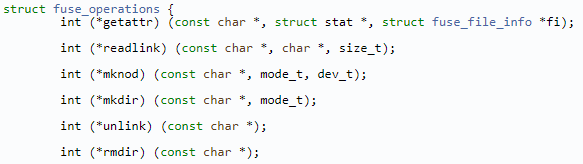 struct fuse_operations {
int (*getattr) (const char *, struct stat *, struct fuse_file_info *fi);
int (*readlink) (const char *, char *, size_t);
int (*mknod) (const char *, mode_t, dev_t);
int (*mkdir) (const char *, mode_t);
int (*unlink) (const char *);
int (*rmdir) (const char *);